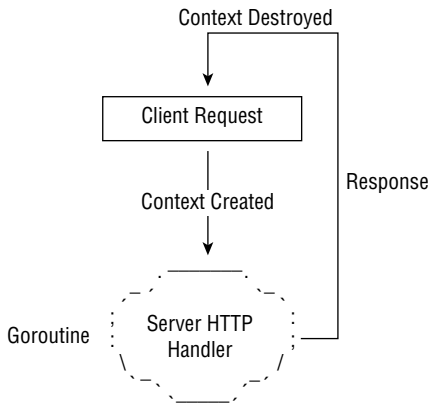 Context Destroyed
Client Request
Response
Context Created
Goroutine
Server HTTP
Handler